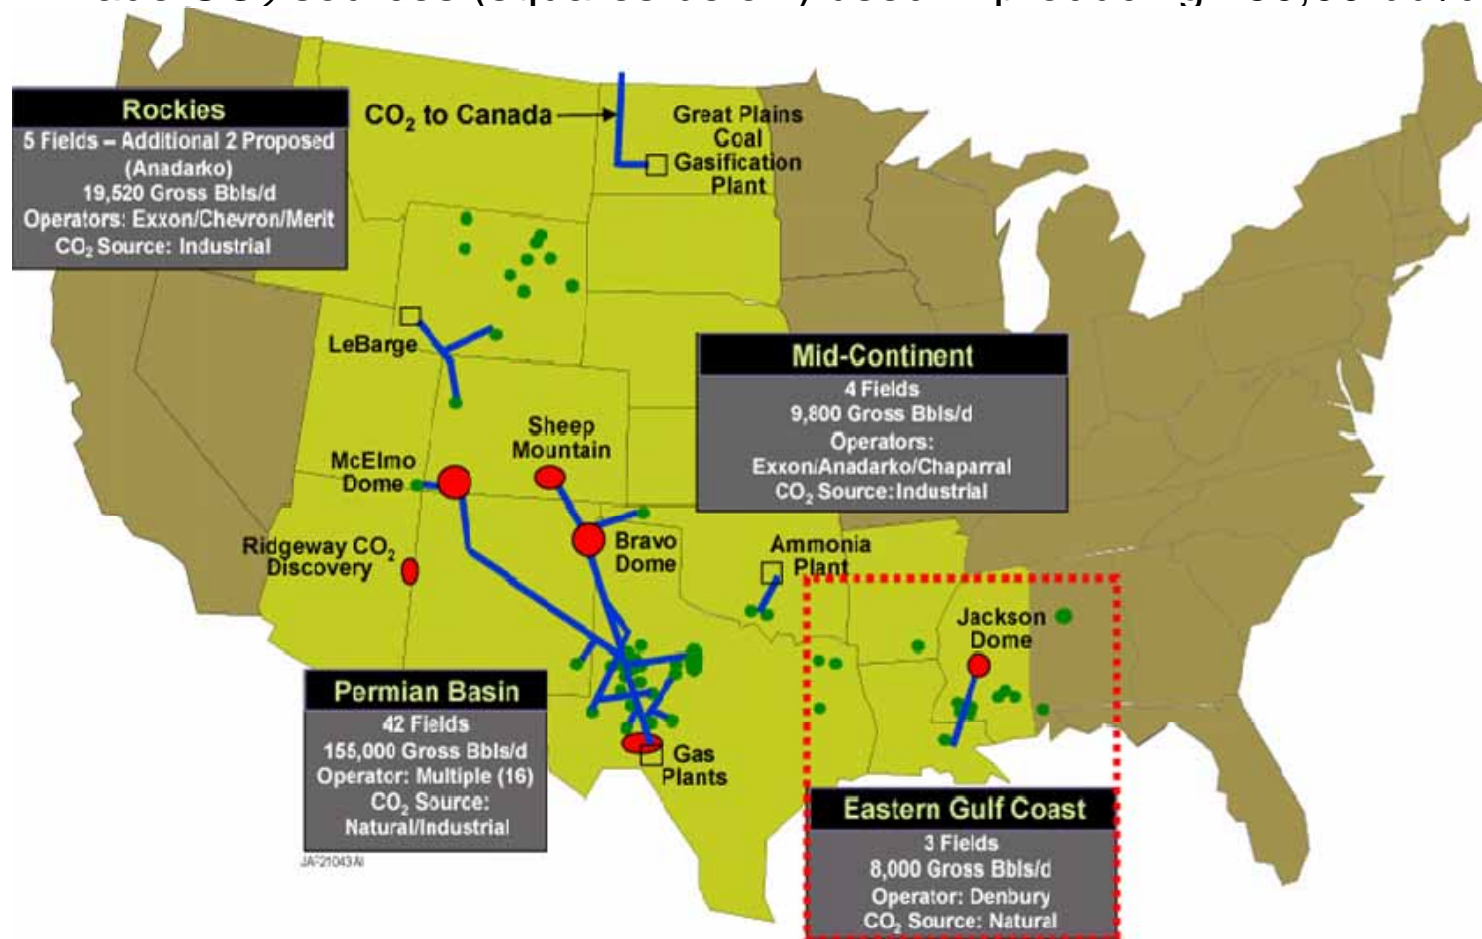 Rockies
5 Fields – Additional 2 Proposed
(Anadarko)
19,520 Gross Bbls/d
Operators: Exxon/Chevron/Merit
CO₂ Source: Industrial
CO₂ to Canada
Great Plains
Coal
Gasification
Plant
LeBarge
Mid-Continent
4 Fields
9,800 Gross Bbls/d
Operators:
Exxon/Anadarko/Chaparral
CO₂ Source: Industrial
McElmo
Dome
Sheep
Mountain
Ridgeway CO₂
Discovery
Bravo
Dome
Ammonia
Plant
Jackson
Dome
Permian Basin
42 Fields
155,000 Gross Bbls/d
Operator: Multiple (16)
CO₂ Source:
Natural/Industrial
Gas
Plants
Eastern Gulf Coast
3 Fields
8,000 Gross Bbls/d
Operator: Denbury
CO₂ Source: Natural